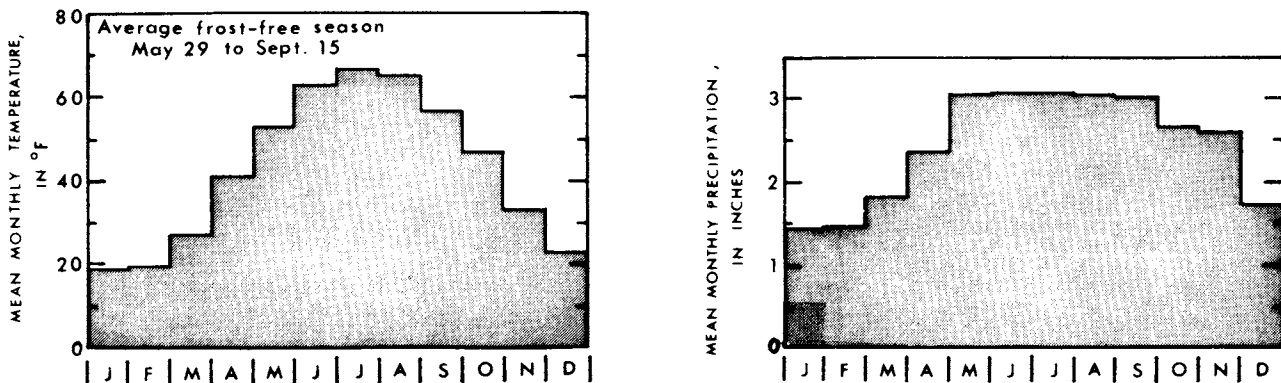 MEAN MONTHLY TEMPERATURE,
IN °F
80
60
40
20
0
Average frost-free season
May 29 to Sept. 15
J F M A M J J A S O N D
MEAN MONTHLY PRECIPITATION,
IN INCHES
3
2
1
0
J F M A M J J A S O N D